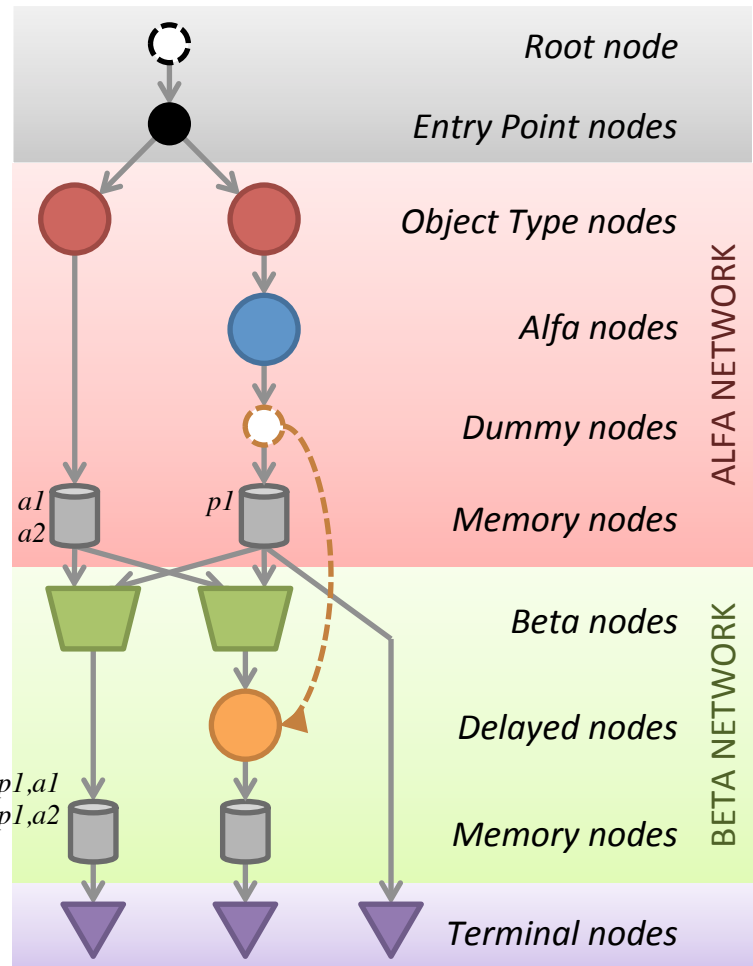 Root node
Entry Point nodes
Object Type nodes
Alfa nodes
Dummy nodes
a1
a2
p1
Memory nodes
ALFA NETWORK
Beta nodes
Delayed nodes
p1,a1
p1,a2
Memory nodes
BETA NETWORK
Terminal nodes